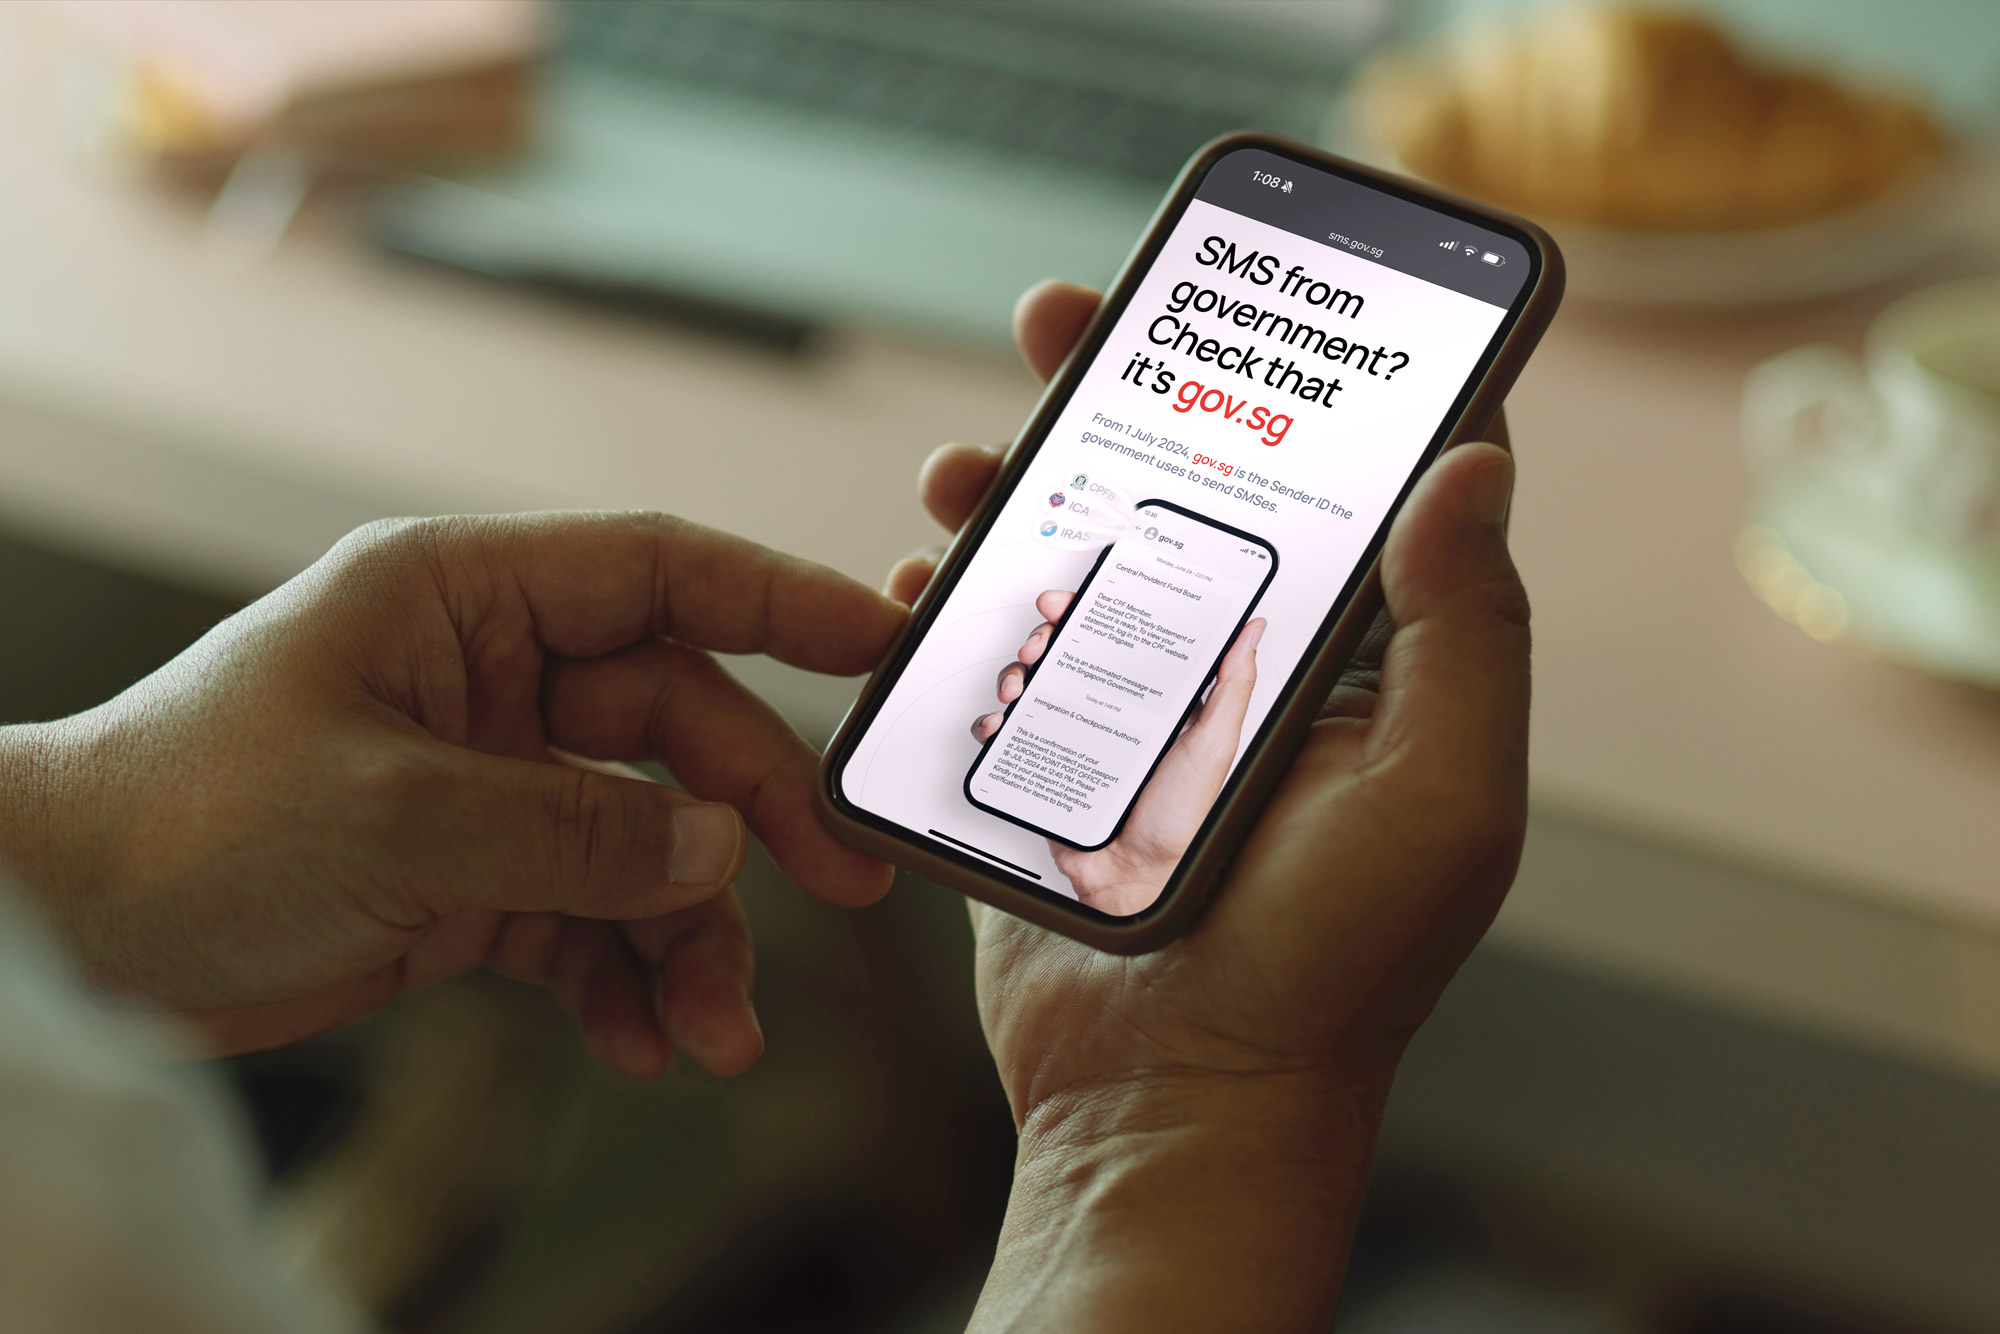 1:08
sms.gov.sg
SMS from
government?
Check that
it's gov.sg
From 1 July 2024, gov.sg is the Sender ID the
government uses to send SMSes.
CPFB
ICA
IRAS
12:30
gov.sg
Monday, June 24 • 2:01 PM
Central Provident Fund Board
—
Dear CPF Member,
Your latest CPF Yearly Statement of
Account is ready. To view your
statement, log in to the CPF website
with your Singpass.
—
This is an automated message sent
by the Singapore Government.
Today at 1:48 PM
Immigration & Checkpoints Authority
—
This is a confirmation of your
appointment to collect your passport
at JURONG POINT POST OFFICE on
18-JUL-2024 at 12:45 PM. Please
collect your passport in person.
Kindly refer to the email/hardcopy
notification for items to bring.
—